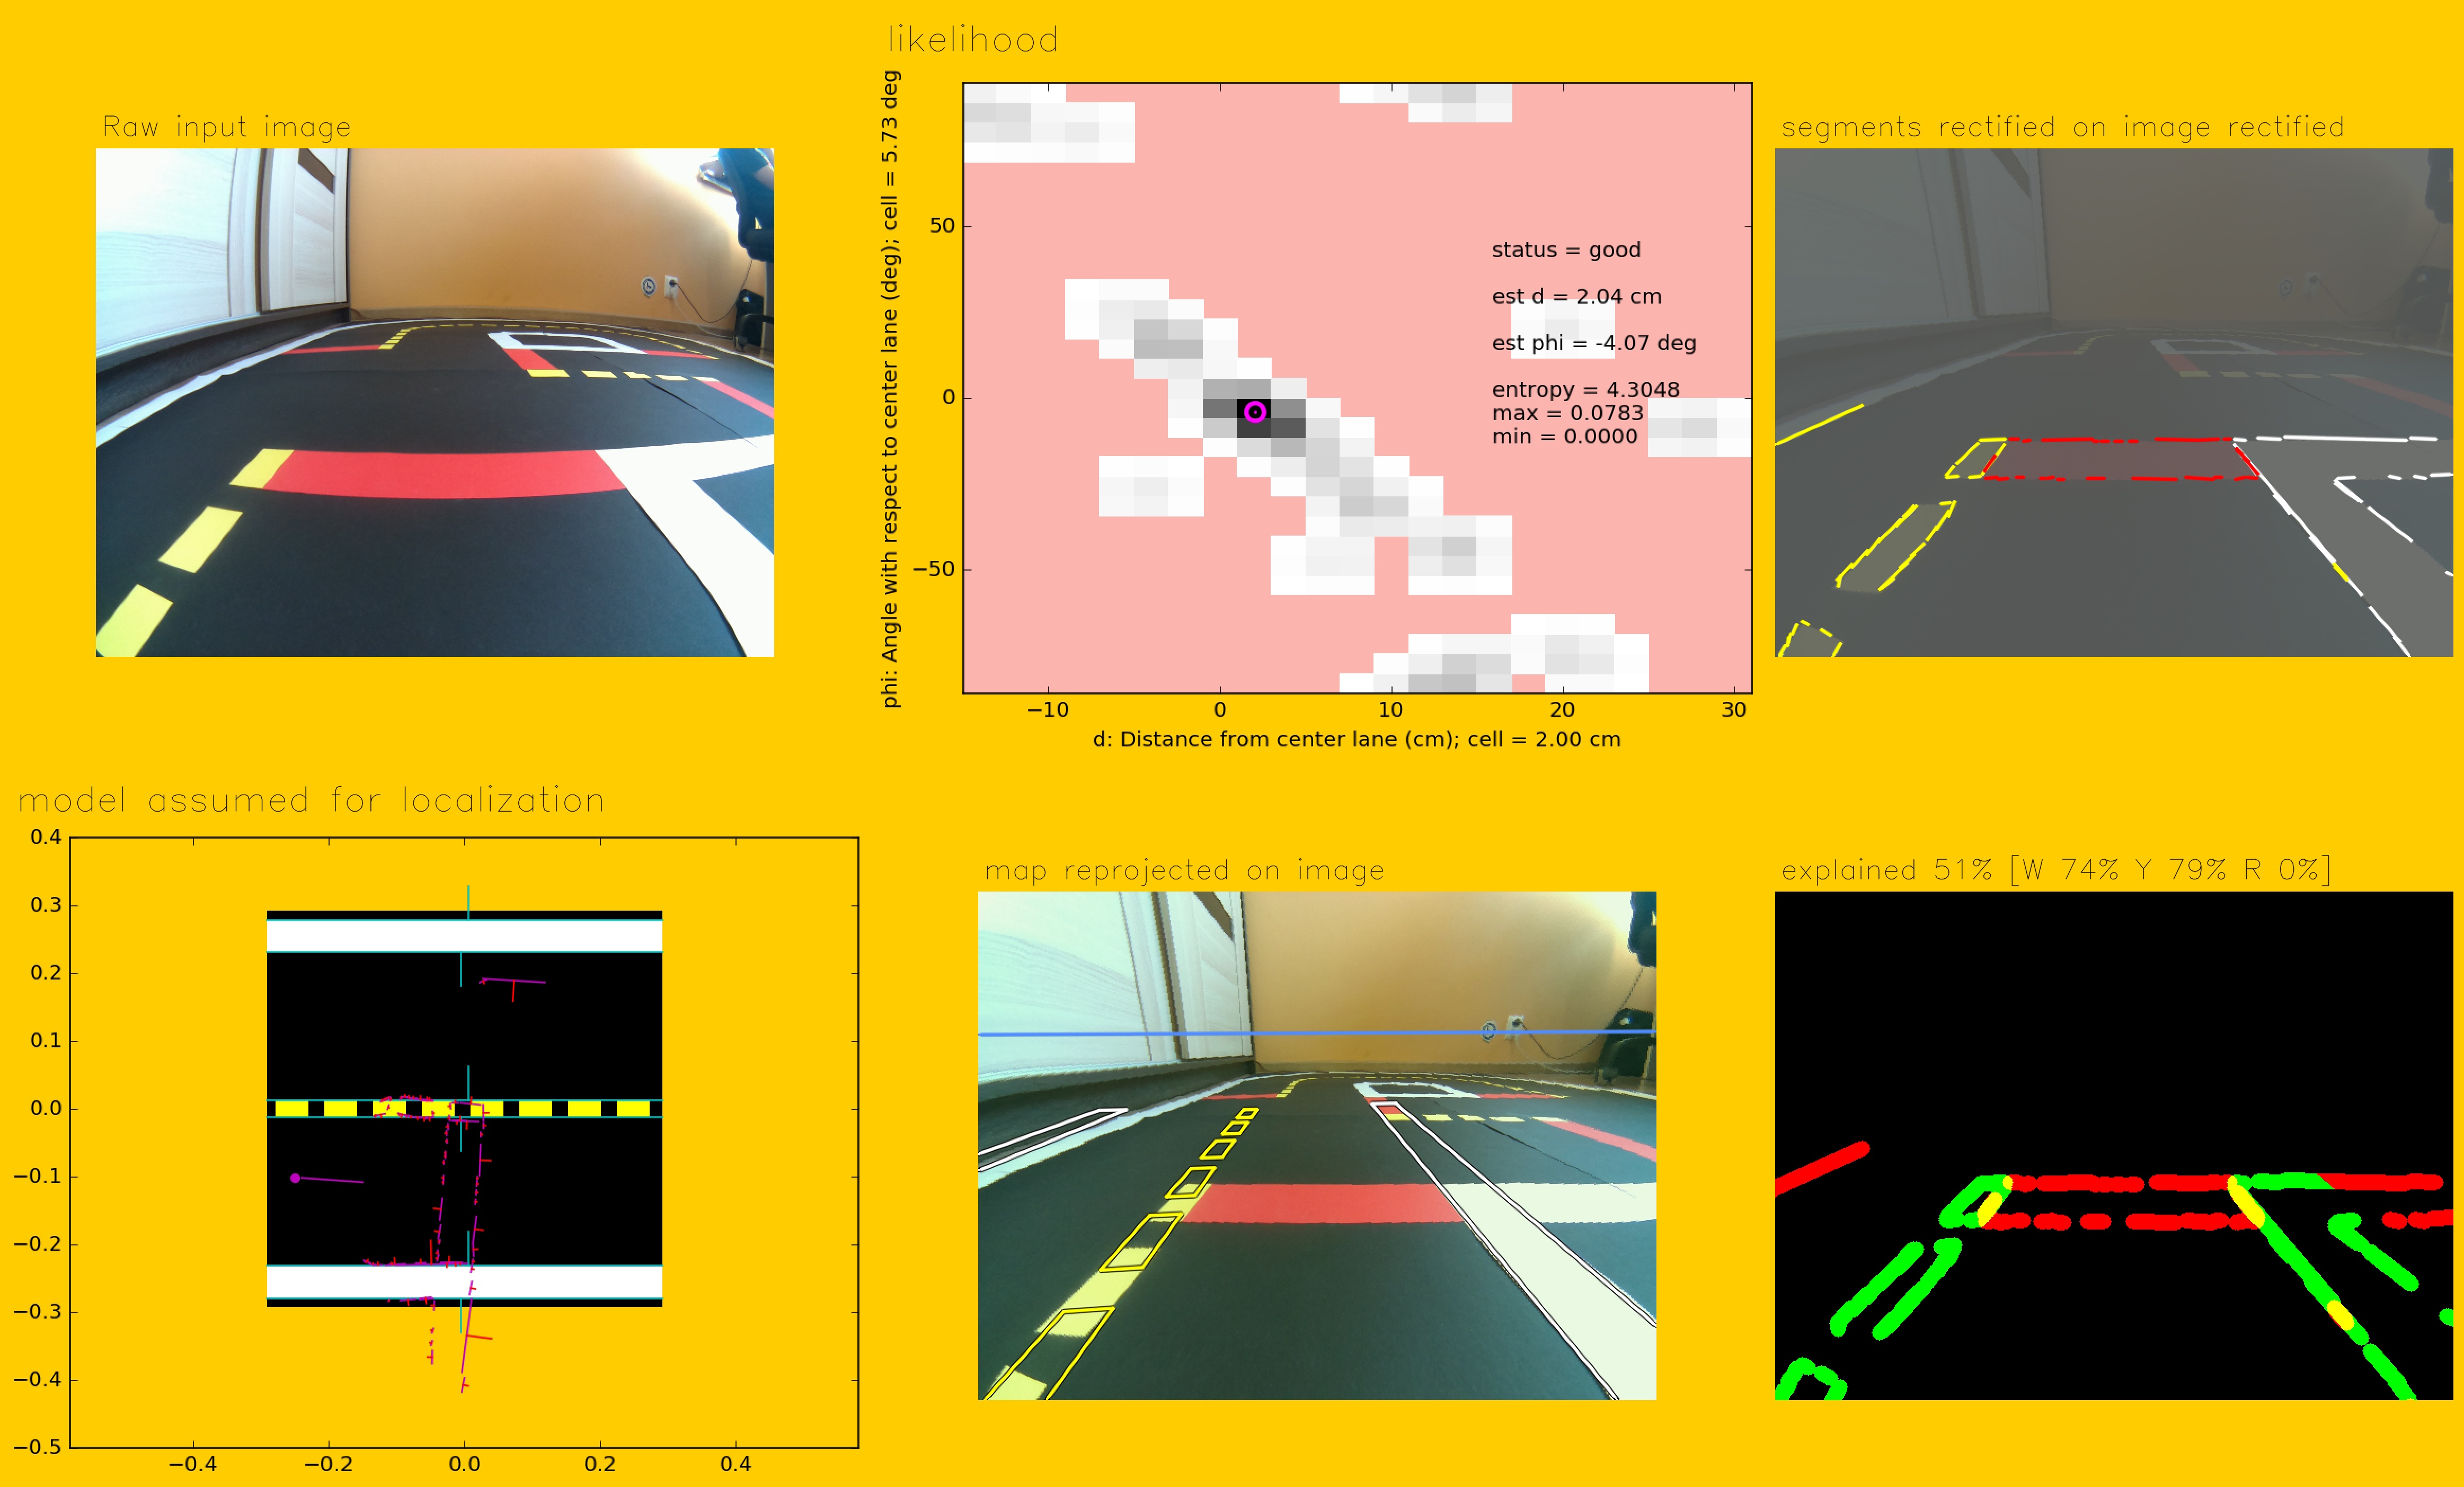 likelihood
Raw input image
segments rectified on image rectified
phi: Angle with respect to center lane (deg); cell = 5.73 deg
50
0
−50
status = good
est d = 2.04 cm
est phi = -4.07 deg
entropy = 4.3048
max = 0.0783
min = 0.0000
−10
0
10
20
30
d: Distance from center lane (cm); cell = 2.00 cm
model assumed for localization
map reprojected on image
explained 51% [W 74% Y 79% R 0%]
0.4
0.3
0.2
0.1
0.0
−0.1
−0.2
−0.3
−0.4
−0.5
−0.4
−0.2
0.0
0.2
0.4